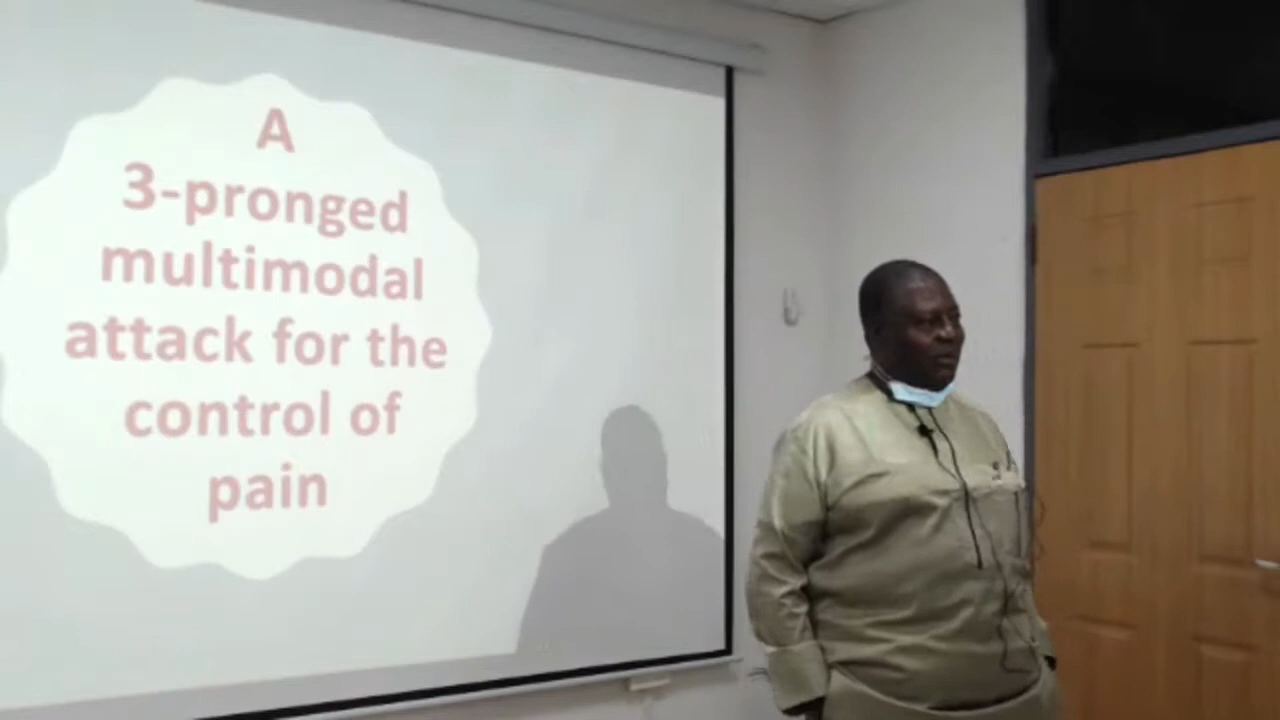 A
3-pronged
multimodal
attack for the
control of
pain